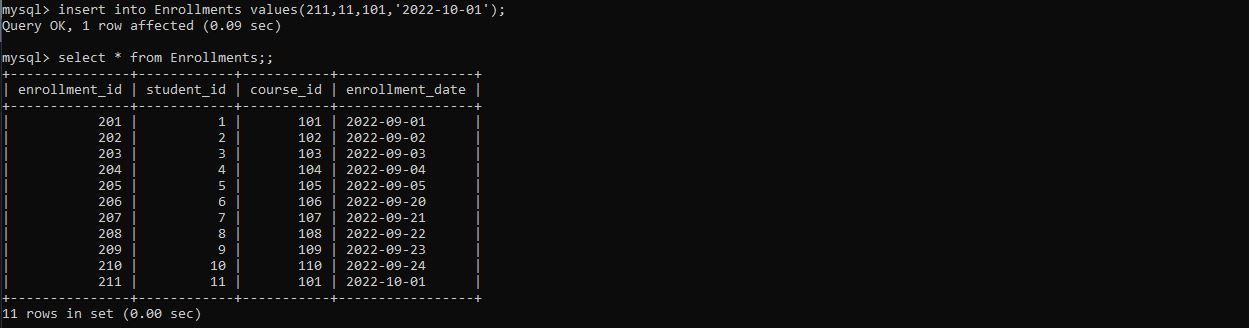 mysql> insert into Enrollments values(211,11,101,'2022-10-01');
Query OK, 1 row affected (0.09 sec)
mysql> select * from Enrollments;;
+---------------+------------+-----------+-----------------+
| enrollment_id | student_id | course_id | enrollment_date |
+---------------+------------+-----------+-----------------+
|           201 |          1 |       101 | 2022-09-01      |
|           202 |          2 |       102 | 2022-09-02      |
|           203 |          3 |       103 | 2022-09-03      |
|           204 |          4 |       104 | 2022-09-04      |
|           205 |          5 |       105 | 2022-09-05      |
|           206 |          6 |       106 | 2022-09-20      |
|           207 |          7 |       107 | 2022-09-21      |
|           208 |          8 |       108 | 2022-09-22      |
|           209 |          9 |       109 | 2022-09-23      |
|           210 |         10 |       110 | 2022-09-24      |
|           211 |         11 |       101 | 2022-10-01      |
+---------------+------------+-----------+-----------------+
11 rows in set (0.00 sec)